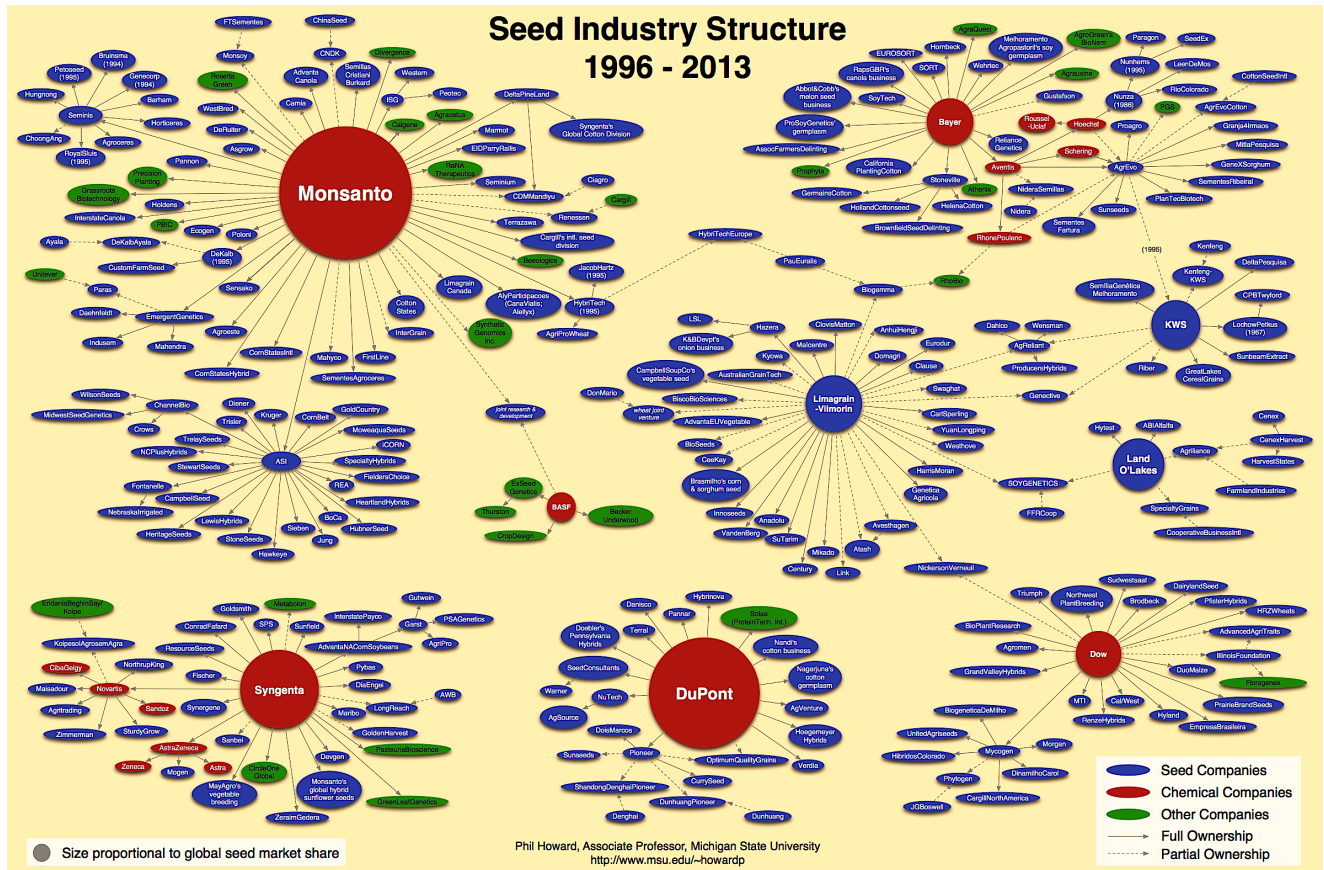 Seed Industry Structure
1996 - 2013
FTSementes
ChinaSeed
Monsoy
CNDK
Divergence
Rosetta
Green
Advanta
Canola
Semillas
Cristiani
Burkard
Western
ISG
Peotec
Carnia
Calgene
Agracetus
DeltaPineLand
Bruinsma
(1994)
Petoseed
(1995)
Genecorp
(1994)
Hungnong
Barham
Seminis
Horticeres
ChoongAng
Agroceres
RoyalSluis
(1995)
WestBred
DeRuiter
Asgrow
Marmot
EIDParryRallis
Syngenta's
Global Cotton Division
Pannon
Precision
Planting
Grassroots
Biotechnology
Holdens
InterstateCanola
PBIC
Ecogen
Poloni
Monsanto
RaNA
Therapeutics
Seminium
CDMMandiyu
Ciagro
Cargill
Renessen
Terrazawa
Cargill's intl. seed
division
Beeologics
JacobHartz
(1995)
Ayala
DeKalbAyala
DeKalb
(1995)
CustomFarmSeed
Unilever
Paras
Sensako
Daehnfeldt
EmergentGenetics
Indusem
Mahendra
Agroeste
CornStatesIntl
CornStatesHybrid
Mahyco
FirstLine
SementesAgroceres
Cotton
States
InterGrain
Limagrain
Canada
AlyParticipacoes
(CanaVialis;
Alellyx)
Synthetic
Genomics
Inc
HybriTech
(1995)
AgriProWheat
HybriTechEurope
PauEuralis
Biogemma
RhoBio
WilsonSeeds
ChannelBio
MidwestSeedGenetics
Crows
Diener
Trisler
Kruger
CornBelt
GoldCountry
MoweaquaSeeds
TrelaySeeds
NCPlusHybrids
StewartSeeds
ICORN
ASI
SpecialtyHybrids
FieldersChoice
REA
Fontanelle
CampbellSeed
NebraskaIrrigated
HeritageSeeds
LewisHybrids
StoneSeeds
Hawkeye
Sieben
Jung
BoCa
HubnerSeed
HeartlandHybrids
joint research &
development
ExSeed
Genetics
Thurston
BASF
Becker
Underwood
CropDesign
AgraQuest
AgroGreen's
BioNem
Paragon
SeedEx
EUROSORT
Hornbeck
Melhoramento
Agropastoril's soy
germplasm
Nunhems
(1995)
RapsGBR's
canola business
SORT
Wehrtec
LeenDeMos
Agrauxine
CottonSeedIntl
Abbot&Cobb's
melon seed
business
SoyTech
Gustafson
Nunza
(1986)
RioColorado
PGS
AgrEvoCotton
ProSoyGenetics'
germplasm
Bayer
Roussel
-Uclaf
Hoechst
Proagro
Granja4Irmaos
AssocFarmersDelinting
Reliance
Genetics
Schering
MitlaPesquisa
Prophyta
California
PlantingCotton
Aventis
AgrEvo
GeneXSorghum
GermainsCotton
Stoneville
Athenix
NideraSemillas
SementesRibeiral
HollandCottonseed
HelenaCotton
Nidera
Sunseeds
PlanTecBiotech
BrownfieldSeedDelinting
RhonePoulenc
Sementes
Fartura
(1995)
Kenfeng
Kenfeng-
KWS
DeltaPesquisa
SemíliaGenética
Melhoramento
CPBTwyford
KWS
LochowPetkus
(1967)
Dahlco
Wensman
AgReliant
ProducersHybrids
Riber
GreatLakes
CerealGrains
SunbeamExtract
Genective
LSL
Hazera
ClovisMatton
AnhuiHengji
K&BDevpt's
onion business
Malcentre
Eurodur
Kyowa
Domagri
Clause
CampbellSoupCo's
vegetable seed
AustralianGrainTech
Swaghat
DonMario
BiscoBioSciences
Limagrain
-Vilmorin
wheat joint
venture
AdvantaEUVegetable
CarlSperling
YuanLongping
BioSeeds
Westhove
CeeKay
HarrisMoran
Brasmilho's corn
& sorghum seed
Genetica
Agricola
Innoseeds
VandenBerg
Anadolu
SuTarim
Avesthagen
Mikado
Atash
Century
Link
NickersonVerneuil
Hytest
ABIAlfalfa
Cenex
CenexHarvest
Land
O'Lakes
Agriliance
HarvestStates
SOYGENETICS
FarmlandIndustries
FFRCoop
SpecialtyGrains
CooperativeBusinessIntl
EridaniaBeghinSay/
Koipe
KoipesolAgrosemAgra
CibaGeigy
NorthrupKing
Maisadour
Novartis
Agritrading
Sandoz
Zimmerman
SturdyGrow
AstraZeneca
Zeneca
Mogen
Astra
Goldsmith
Metabolon
ConradFafard
SPS
Sunfield
ResourceSeeds
Fischer
Synergene
Sanbei
Syngenta
InterstatePayco
Gutwein
Garst
PSAGenetics
AdvantaNACornSoybeans
AgriPro
Pybas
DiaEngei
AWB
LongReach
Maribo
GoldenHarvest
PasteuriaBioscience
Devgen
CircleOne
Global
MayAgro's
vegetable
breeding
Monsanto's
global hybrid
sunflower seeds
GreenLeafGenetics
ZeraimGedera
Hybrinova
Danisco
Pannar
Solae
(ProteinTech. Int.)
Doebler's
Pennsylvania
Hybrids
Terral
Nandi's
cotton business
SeedConsultants
Nagarjuna's
cotton
germplasm
Warner
NuTech
DuPont
AgVenture
AgSource
Hoegemeyer
Hybrids
DoisMarcos
Sunseeds
Pioneer
OptimumQualityGrains
Verdia
CurrySeed
ShandongDenghaiPioneer
DunhuangPioneer
Denghai
Dunhuang
Sudwestsaat
Triumph
Northwest
PlantBreeding
DairylandSeed
Brodbeck
PfisterHybrids
HRZWheats
BioPlantResearch
AdvancedAgriTraits
Agromen
Dow
IllinoisFoundation
GrandValleyHybrids
DuoMaize
Floragenex
MTI
Cal/West
PrairieBrandSeeds
RenzeHybrids
Hyland
EmpresaBrasileira
BiogeneticaDeMilho
UnitedAgriseeds
Morgan
HibridosColorado
Mycogen
Phytogen
DinamilhoCarol
JGBoswell
CargillNorthAmerica
Seed Companies
Chemical Companies
Other Companies
Full Ownership
Partial Ownership
Size proportional to global seed market share
Phil Howard, Associate Professor, Michigan State University
http://www.msu.edu/~howardp